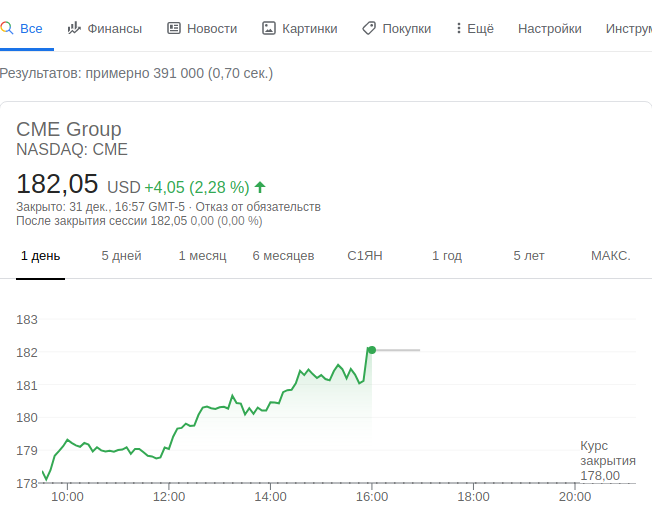 Все Финансы Новости Картинки Покупки Ещё Настройки
Результатов: примерно 391 000 (0,70 сек.)
CME Group
NASDAQ: CME
182,05 USD +4,05 (2,28 %)
Закрыто: 31 дек., 16:57 GMT-5 · Отказ от обязательств
После закрытия сессии 182,05 0,00 (0,00 %)
1 день 5 дней 1 месяц 6 месяцев С1ЯН 1 год 5 лет МАКС.
183
182
181
180
179
178
Курс
закрытия
178,00
10:00 12:00 14:00 16:00 18:00 20:00